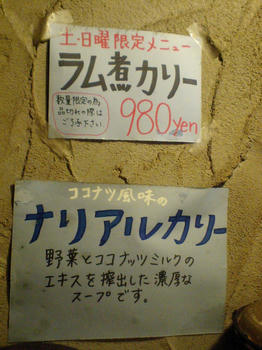 土・日曜限定メニュー
ラム煮カリー
数量限定の為
品切れの際は
ご了承下さい
980yen
ココナツ風味の
ナリアルカリー
野菜とココナッツミルクの
エキスを搾出した濃厚な
スープです。